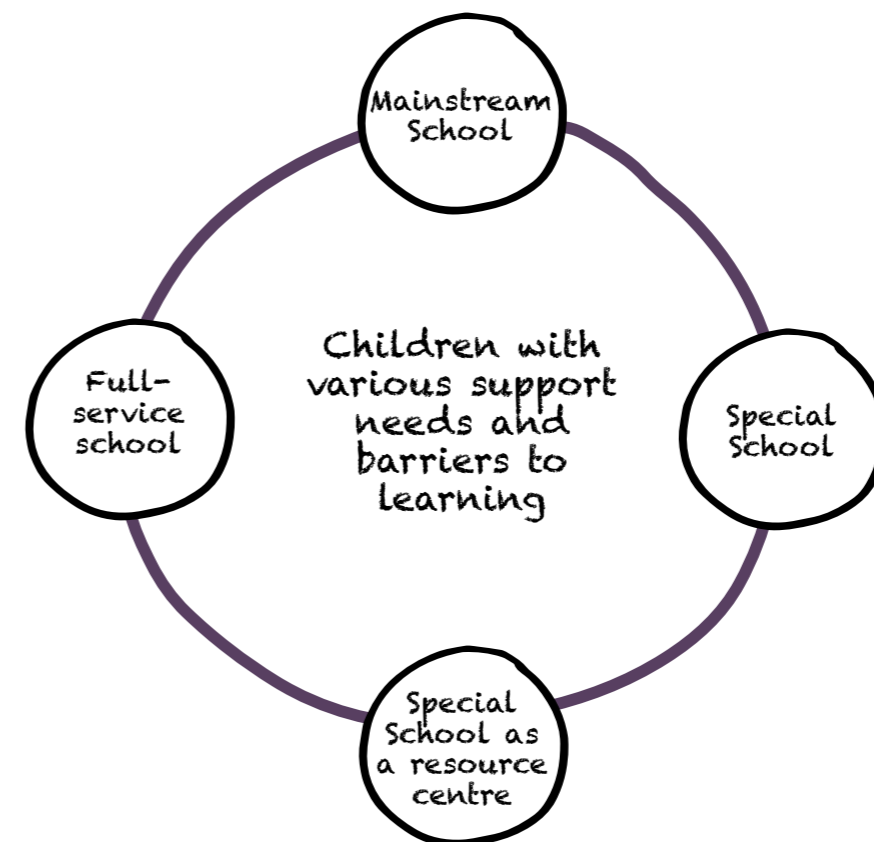 Mainstream
School
Full-
service
school
Children with
various support
needs and
barriers to
learning
Special
School
Special
School as
a resource
centre